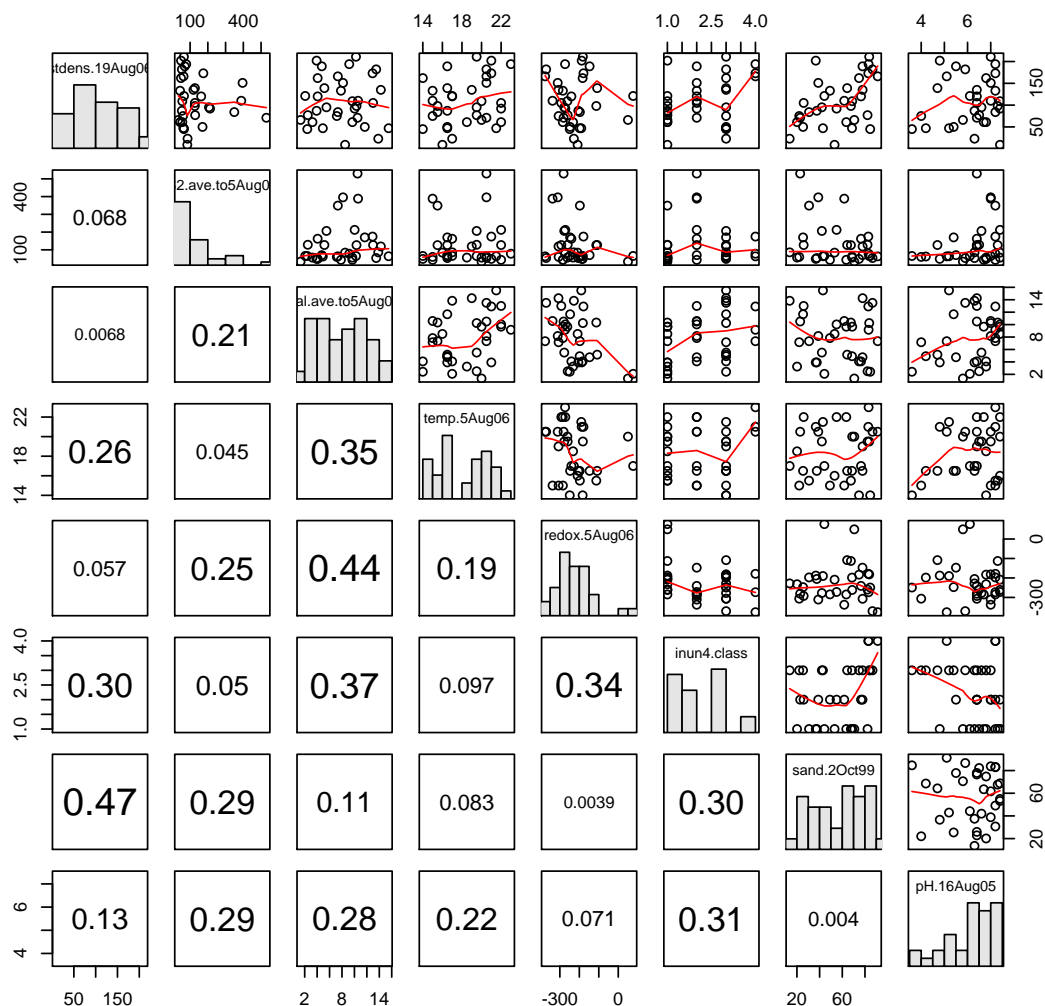 100 400 14 18 22 1.0 2.5 4.0 4 6
stdens.19Aug06 50 150
400 100 0.068 2.ave.to5Aug0
0.0068 0.21 al.ave.to5Aug0 14 8 2
22 18 14 0.26 0.045 0.35 temp.5Aug06
0.057 0.25 0.44 0.19 redox.5Aug06 0 -300
4.0 2.5 1.0 0.30 0.05 0.37 0.097 0.34 inun4.class
0.47 0.29 0.11 0.083 0.0039 0.30 sand.2Oct99 60 20
6 4 0.13 0.29 0.28 0.22 0.071 0.31 0.004 pH.16Aug05
50 150 2 8 14 -300 0 20 60